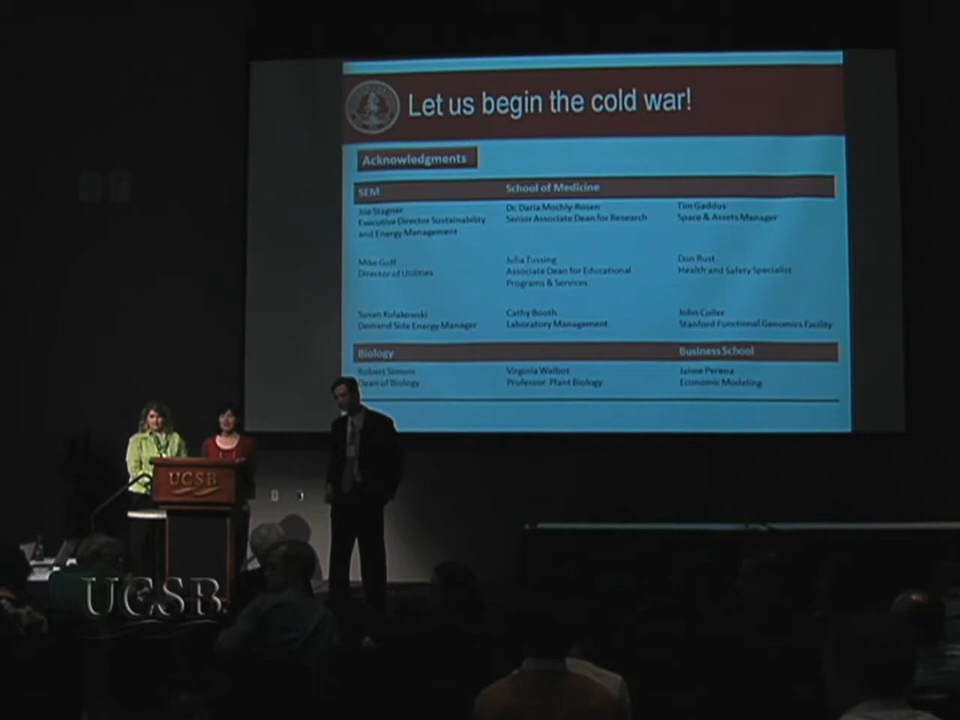 Let us begin the cold war!
Acknowledgments
SEM
School of Medicine
Joe Stagner
Executive Director Sustainability
and Energy Management
Dr. Daria Mochly-Rosen
Senior Associate Dean for Research
Tim Gaddus
Space & Assets Manager
Mike Goff
Director of Utilities
Julia Tussing
Associate Dean for Educational
Programs & Services
Don Rust
Health and Safety Specialist
Susan Kulakowski
Demand Side Energy Manager
Cathy Booth
Laboratory Management
John Coller
Stanford Functional Genomics Facility
Biology
Business School
Robert Simoni
Dean of Biology
Virginia Walbot
Professor Plant Biology
Jaime Perena
Economic Modeling
UCSB
UCSB